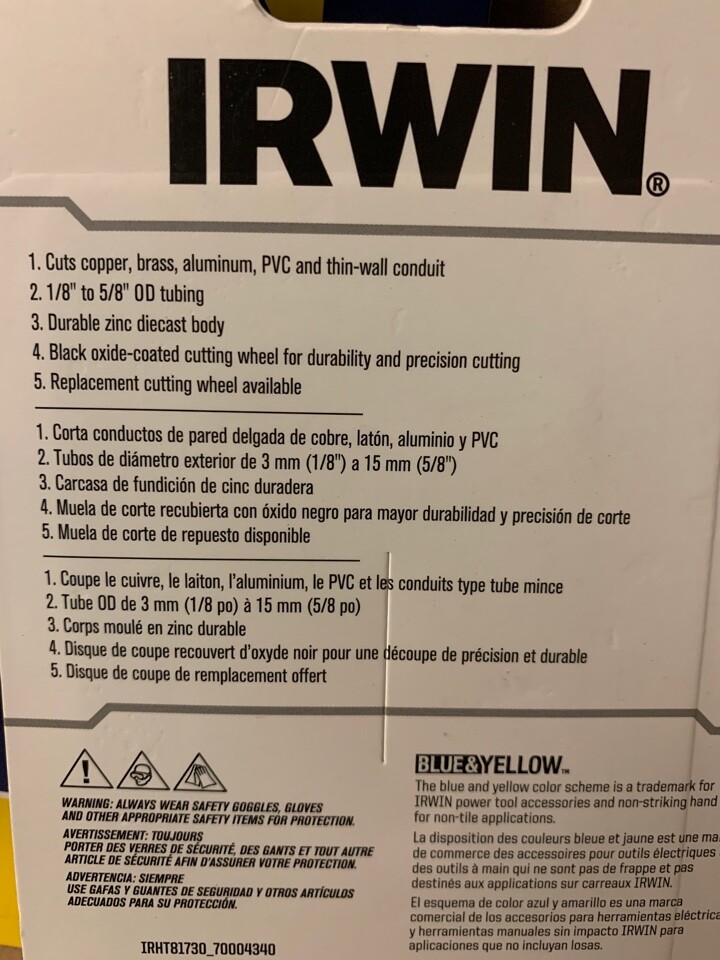 IRWIN®
1. Cuts copper, brass, aluminum, PVC and thin-wall conduit
2. 1/8" to 5/8" OD tubing
3. Durable zinc diecast body
4. Black oxide-coated cutting wheel for durability and precision cutting
5. Replacement cutting wheel available
1. Corta conductos de pared delgada de cobre, latón, aluminio y PVC
2. Tubos de diámetro exterior de 3 mm (1/8") a 15 mm (5/8")
3. Carcasa de fundición de cinc duradera
4. Muela de corte recubierta con óxido negro para mayor durabilidad y precisión de corte
5. Muela de corte de repuesto disponible
1. Coupe le cuivre, le laiton, l'aluminium, le PVC et les conduits type tube mince
2. Tube OD de 3 mm (1/8 po) à 15 mm (5/8 po)
3. Corps moulé en zinc durable
4. Disque de coupe recouvert d'oxyde noir pour une découpe de précision et durable
5. Disque de coupe de remplacement offert
WARNING: ALWAYS WEAR SAFETY GOGGLES, GLOVES
AND OTHER APPROPRIATE SAFETY ITEMS FOR PROTECTION.
AVERTISSEMENT: TOUJOURS
PORTER DES VERRES DE SÉCURITÉ, DES GANTS ET TOUT AUTRE
ARTICLE DE SÉCURITÉ AFIN D'ASSURER VOTRE PROTECTION.
ADVERTENCIA: SIEMPRE
USE GAFAS Y GUANTES DE SEGURIDAD Y OTROS ARTÍCULOS
ADECUADOS PARA SU PROTECCIÓN.
IRHT81730_70004340
BLUE&YELLOW™
The blue and yellow color scheme is a trademark for
IRWIN power tool accessories and non-striking hand
for non-tile applications.
La disposition des couleurs bleue et jaune est une ma
de commerce des accessoires pour outils électriques
des outils à main qui ne sont pas de frappe et pas
destinés aux applications sur carreaux IRWIN.
El esquema de color azul y amarillo es una marca
comercial de los accesorios para herramientas eléctrica
y herramientas manuales sin impacto IRWIN para
aplicaciones que no incluyan losas.